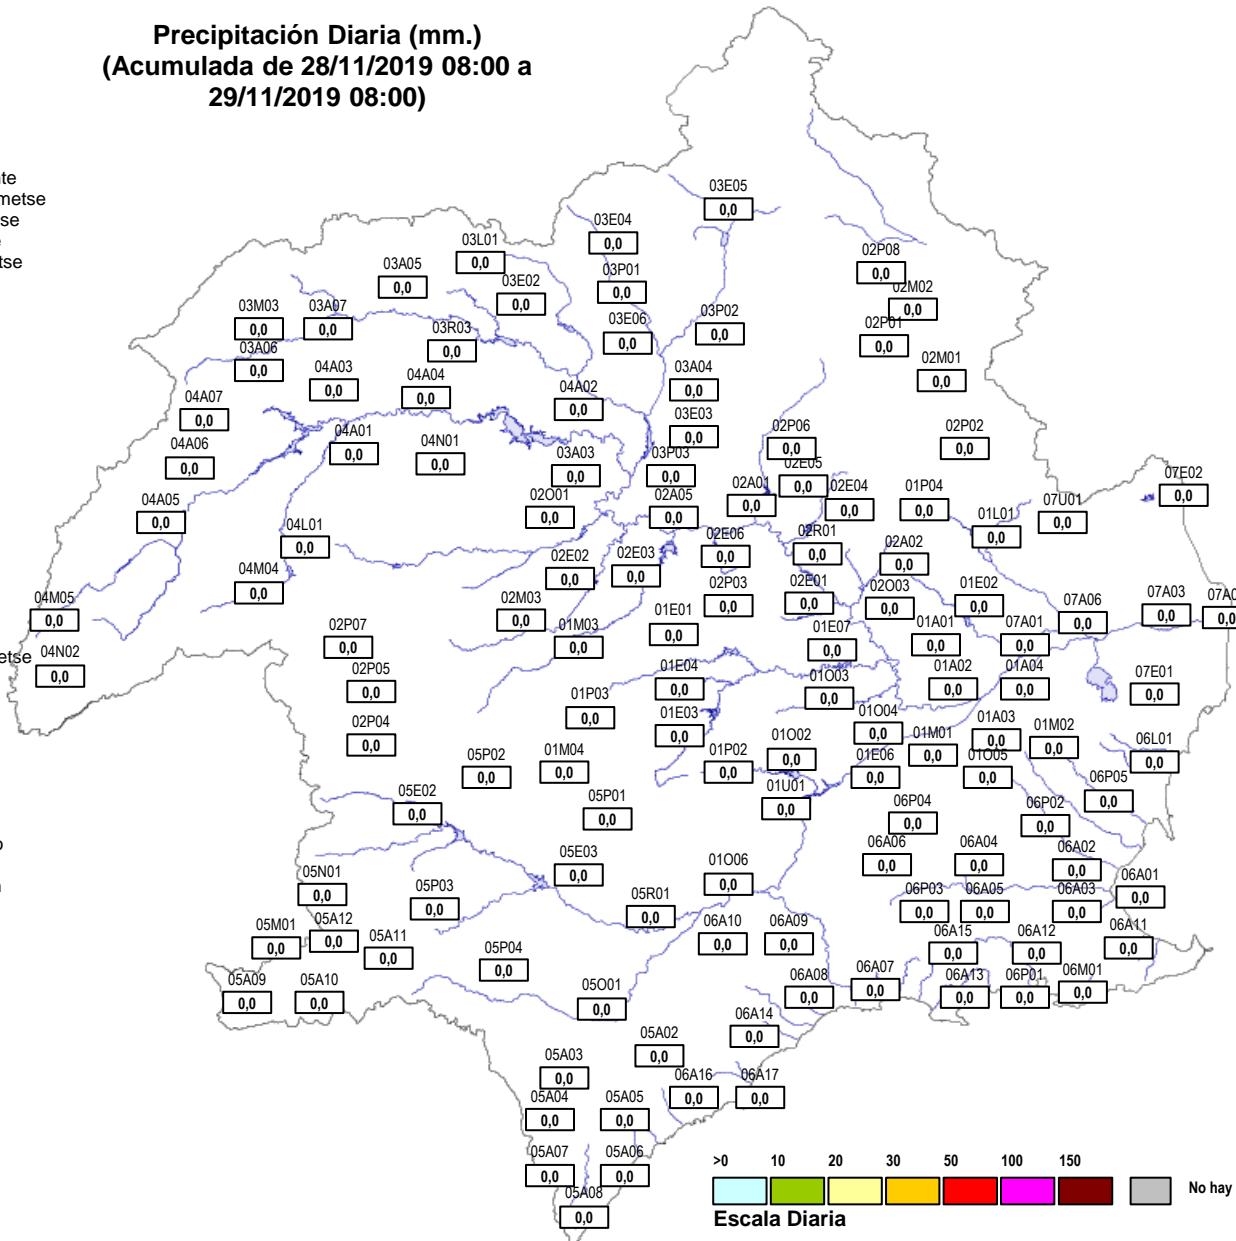 Precipitación Diaria (mm.)
(Acumulada de 28/11/2019 08:00 a
29/11/2019 08:00)
03E05
0,0
03E04
0,0
03L01
0,0
02P08
0,0
03A05
0,0
03P01
0,0
03E02
0,0
02M02
0,0
03M03
0,0
03A07
0,0
03P02
0,0
03E06
0,0
03R03
0,0
02P01
0,0
03A06
0,0
02M01
0,0
04A03
0,0
04A04
0,0
03A04
0,0
04A02
0,0
04A07
0,0
03E03
0,0
04A01
0,0
04N01
0,0
02P06
0,0
02P02
0,0
04A06
0,0
03A03
0,0
03P03
0,0
02E05
0,0
07E02
0,0
02A01
0,0
02E04
0,0
01P04
0,0
04A05
0,0
02O01
0,0
02A05
0,0
07U01
0,0
01L01
0,0
04L01
0,0
02E06
0,0
02R01
0,0
02A02
0,0
02E02
0,0
02E03
0,0
04M04
0,0
02P03
0,0
02E01
0,0
02O03
0,0
01E02
0,0
04M05
0,0
02M03
0,0
01E01
0,0
07A06
0,0
07A03
0,0
07A0
0,0
02P07
0,0
01M03
0,0
01E07
0,0
01A01
0,0
07A01
0,0
04N02
0,0
02P05
0,0
01E04
0,0
01O03
0,0
01A02
0,0
01A04
0,0
07E01
0,0
01P03
0,0
01E03
0,0
01O04
0,0
02P04
0,0
01A03
0,0
01M02
0,0
01M01
0,0
06L01
0,0
05P02
0,0
01M04
0,0
01P02
0,0
01O02
0,0
01E06
0,0
01O05
0,0
05E02
0,0
05P01
0,0
01U01
0,0
06P04
0,0
06P02
0,0
06P05
0,0
05E03
0,0
01O06
0,0
06A06
0,0
06A04
0,0
06A02
0,0
05N01
0,0
05P03
0,0
05R01
0,0
06P03
0,0
06A05
0,0
06A03
0,0
06A01
0,0
05M01
0,0
05A12
0,0
05A11
0,0
06A10
0,0
06A09
0,0
06A15
0,0
06A12
0,0
06A11
0,0
05P04
0,0
05A09
0,0
05A10
0,0
05O01
0,0
06A08
0,0
06A07
0,0
06A13
0,0
06P01
0,0
06M01
0,0
05A02
0,0
06A14
0,0
05A03
0,0
06A16
0,0
06A17
0,0
05A04
0,0
05A05
0,0
05A07
0,0
05A06
0,0
05A08
0,0
>0 10 20 30 50 100 150
No hay
Escala Diaria